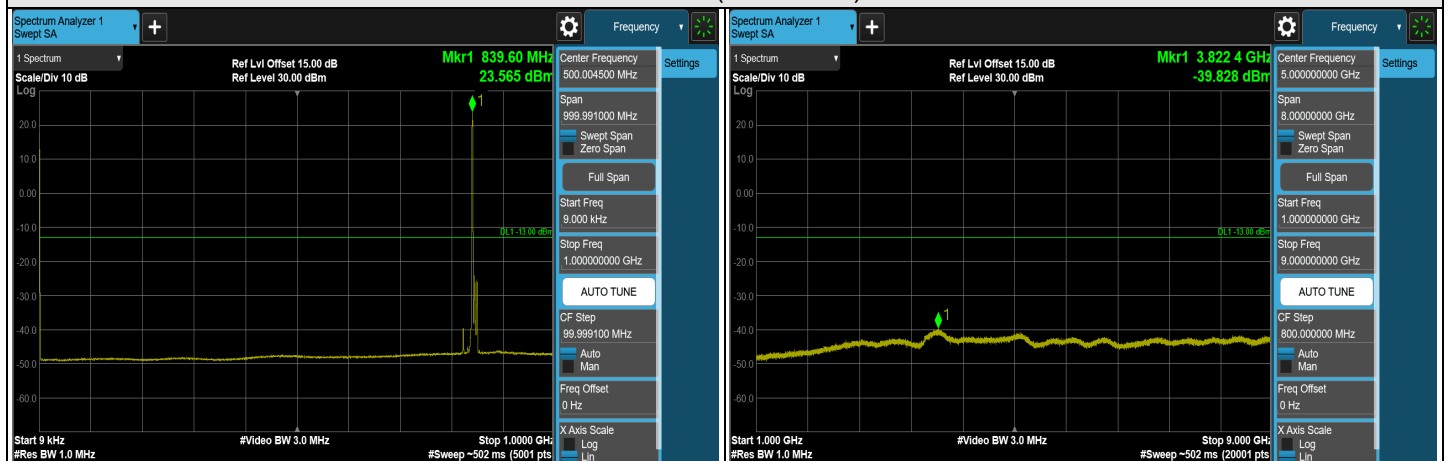 Spectrum Analyzer 1
Swept SA
+
Frequency
1 Spectrum
Scale/Div 10 dB
Ref Lvl Offset 15.00 dB
Ref Level 30.00 dBm
Mkr1 839.60 MHz
23.565 dBm
Log
1
20.0
10.0
0.00
-10.0
-20.0
-30.0
-40.0
-50.0
-60.0
DL1 -13.00 dBm
Start 9 kHz
#Res BW 1.0 MHz
#Video BW 3.0 MHz
Stop 1.0000 GHz
#Sweep ~502 ms (5001 pts)
Center Frequency
500.004500 MHz
Settings
Span
999.991000 MHz
Swept Span
Zero Span
Full Span
Start Freq
9.000 kHz
Stop Freq
1.000000000 GHz
AUTO TUNE
CF Step
99.999100 MHz
Auto
Man
Freq Offset
0 Hz
X Axis Scale
Log
Lin
Spectrum Analyzer 1
Swept SA
+
Frequency
1 Spectrum
Scale/Div 10 dB
Ref Lvl Offset 15.00 dB
Ref Level 30.00 dBm
Mkr1 3.822 4 GHz
-39.828 dBm
Log
1
20.0
10.0
0.00
-10.0
-20.0
-30.0
-40.0
-50.0
-60.0
DL1 -13.00 dBm
Start 1.000 GHz
#Res BW 1.0 MHz
#Video BW 3.0 MHz
Stop 9.000 GHz
#Sweep ~502 ms (20001 pts)
Center Frequency
5.000000000 GHz
Settings
Span
8.00000000 GHz
Swept Span
Zero Span
Full Span
Start Freq
1.000000000 GHz
Stop Freq
9.000000000 GHz
AUTO TUNE
CF Step
800.000000 MHz
Auto
Man
Freq Offset
0 Hz
X Axis Scale
Log
Lin